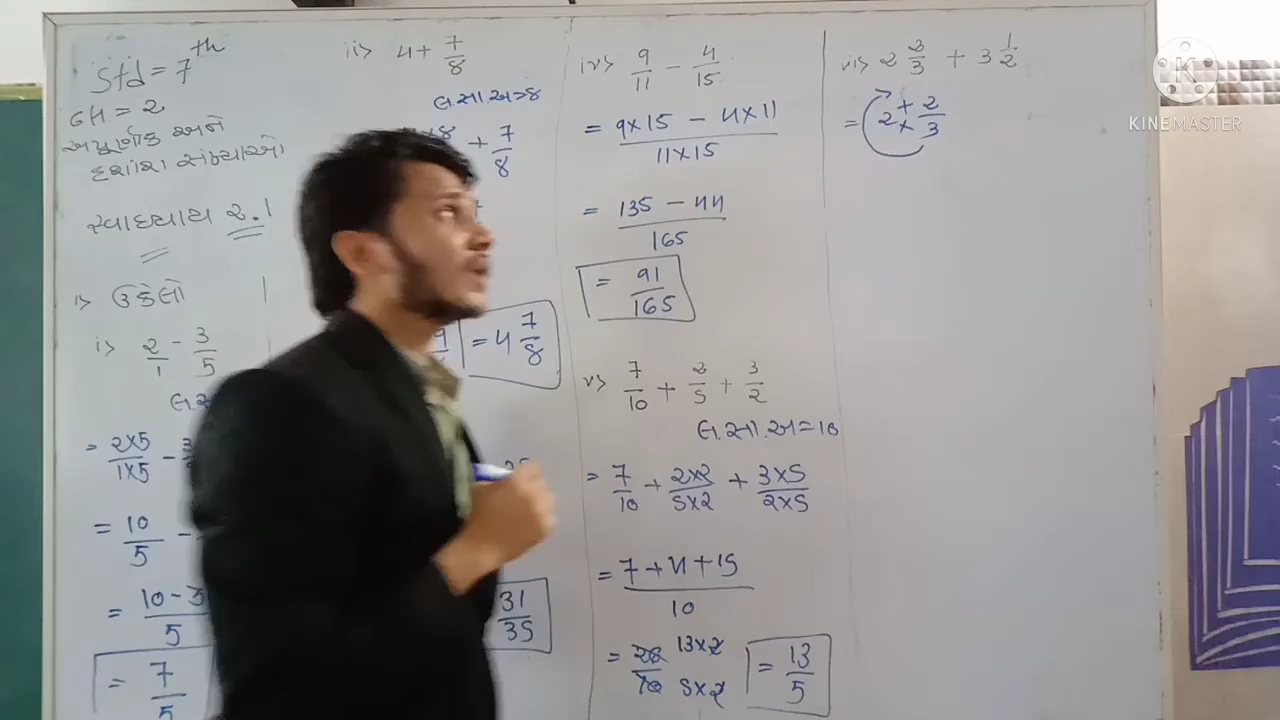 Std = 7th
CH = 2
અપૂર્ણાંક અને
દશાંશ સંખ્યાઓ
સ્વાધ્યાય 2.1
1> ઉકેલો
i> 2/1 - 3/5
લ.સા
= 2×5/1×5 - 3
= 10/5 -
= 10-3/5
= 7/5
ii> 4 + 7/8
લ.સા.અ = 8
×8 + 7/8
= 4 7/8
31/35
iv> 9/11 - 4/15
= 9×15 - 4×11/11×15
= 135 - 44/165
= 91/165
v> 7/10 + 2/5 + 3/2
લ.સા.અ = 10
= 7/10 + 2×2/5×2 + 3×5/2×5
= 7+4+15/10
= 26/10 13×2/5×2 = 13/5
vi> 2 2/3 + 3 1/2
= 2 + × 2/3
K
KINEMASTER